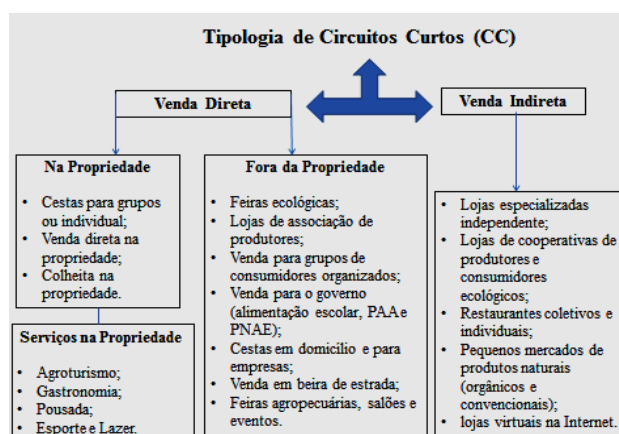 Tipologia de Circuitos Curtos (CC)
Venda Direta
Venda Indireta
Na Propriedade
• Cestas para grupos
ou individual;
• Venda direta na
propriedade;
• Colheita na
propriedade.
Serviços na Propriedade
• Agroturismo;
• Gastronomia;
• Pousada;
• Esporte e Lazer.
Fora da Propriedade
• Feiras ecológicas;
• Lojas de associação de
produtores;
• Venda para grupos de
consumidores organizados;
• Venda para o governo
(alimentação escolar, PAA e
PNAE);
• Cestas em domicilio e para
empresas;
• Venda em beira de estrada;
• Feiras agropecuárias, salões e
eventos.
• Lojas especializadas
independente;
• Lojas de cooperativas de
produtores e
consumidores
ecológicos;
• Restaurantes coletivos e
individuais;
• Pequenos mercados de
produtos naturais
(orgânicos e
convencionais);
• lojas virtuais na Internet.